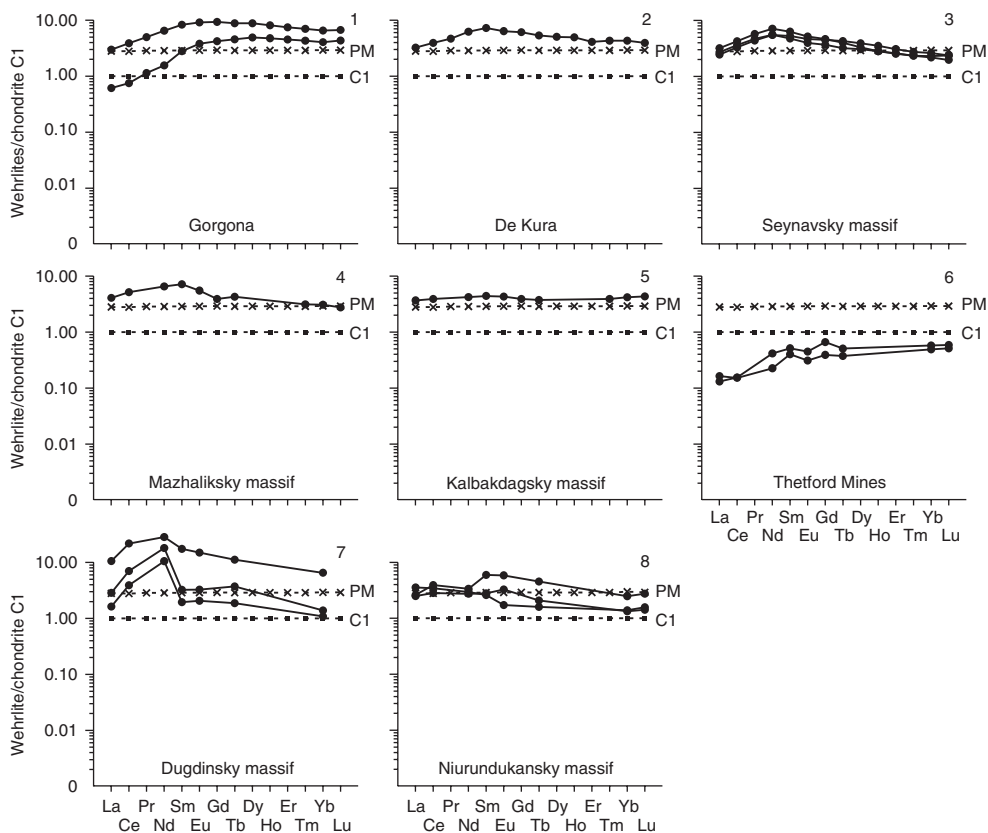 Wehrlites/chondrite C1
10.00
1.00
0.10
0.01
0
1
PM
C1
Gorgona
2
PM
C1
De Kura
3
PM
C1
Seynavsky massif
Wehrlite/chondrite C1
10.00
1.00
0.10
0.01
0
4
PM
C1
Mazhaliksky massif
5
PM
C1
Kalbakdagsky massif
6
PM
C1
Thetford Mines
La Pr Sm Gd Dy Er Yb
Ce Nd Eu Tb Ho Tm Lu
Wehrlite/chondrite C1
10.00
1.00
0.10
0.01
0
7
PM
C1
Dugdinsky massif
8
PM
C1
Niurundukansky massif
La Pr Sm Gd Dy Er Yb
Ce Nd Eu Tb Ho Tm Lu
La Pr Sm Gd Dy Er Yb
Ce Nd Eu Tb Ho Tm Lu